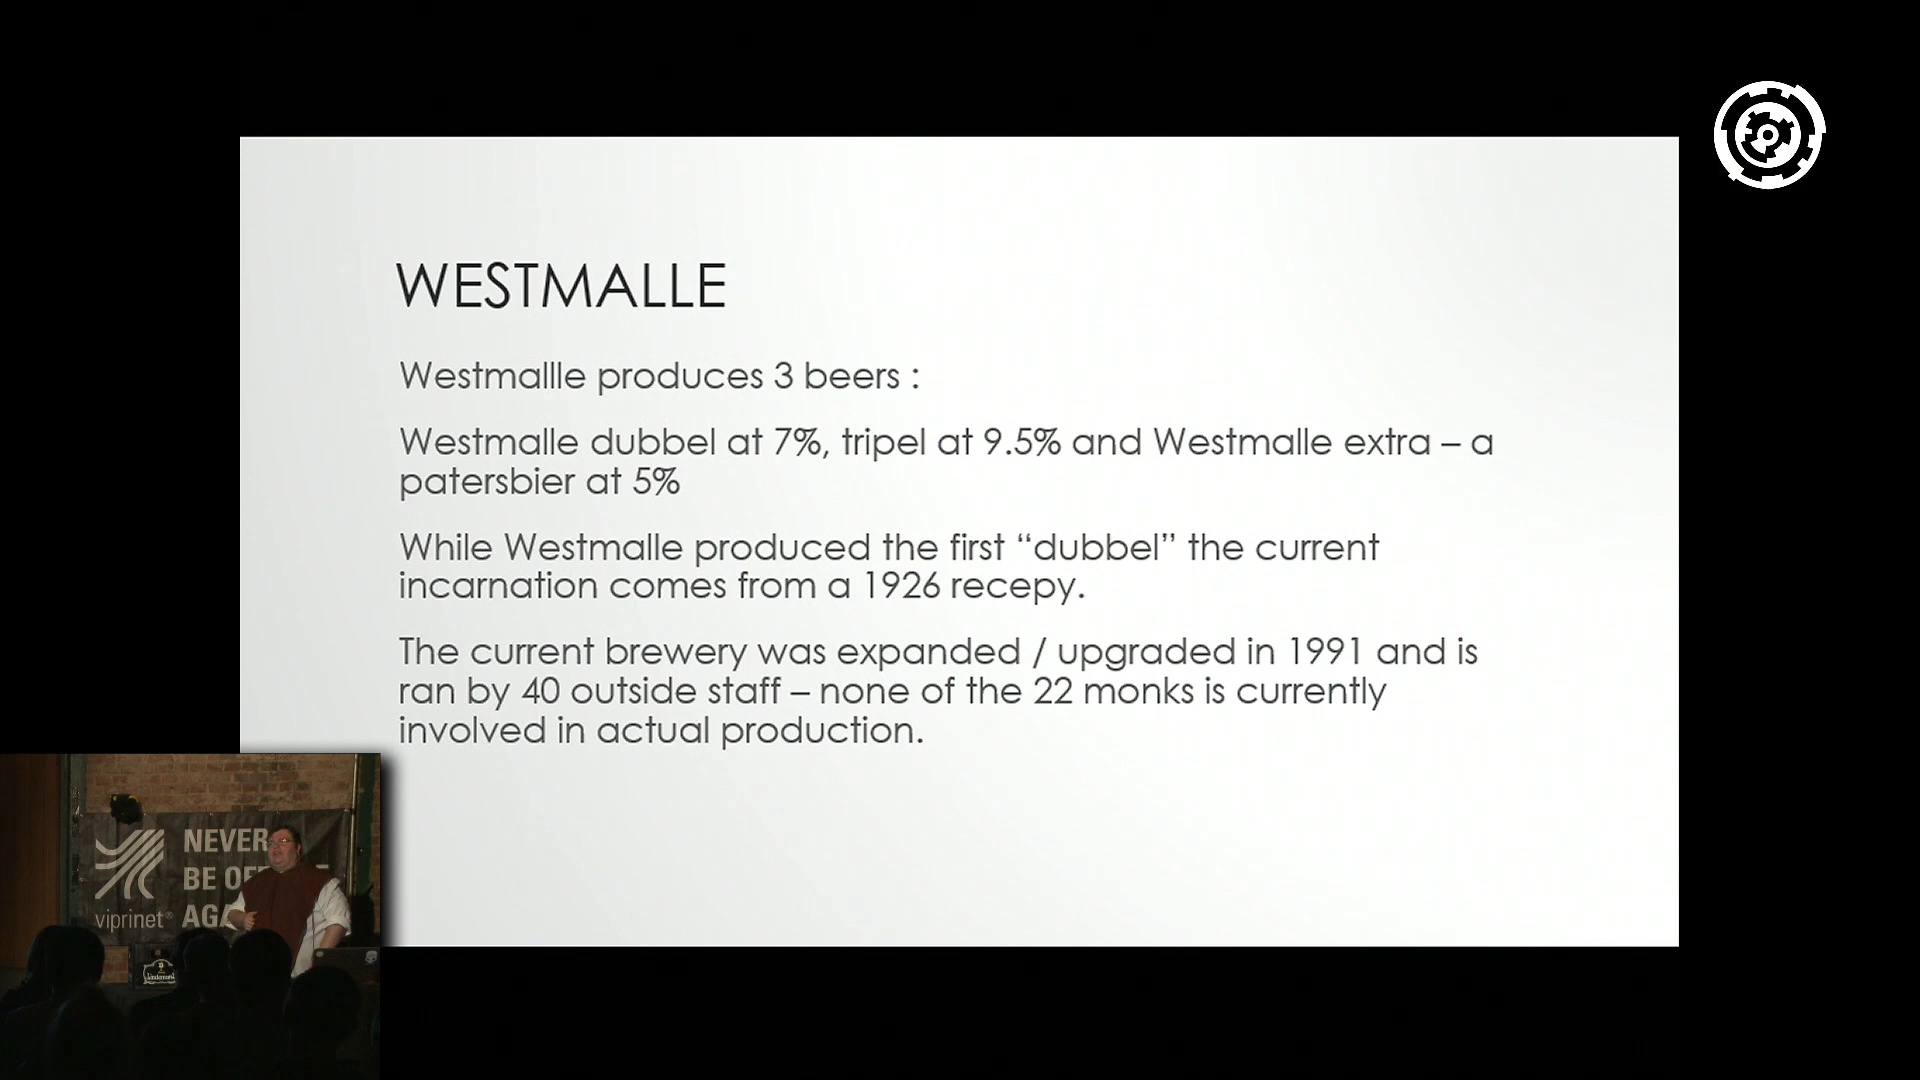 WESTMALLE
Westmallle produces 3 beers :
Westmalle dubbel at 7%, tripel at 9.5% and Westmalle extra – a
patersbier at 5%
While Westmalle produced the first “dubbel” the current
incarnation comes from a 1926 recepy.
The current brewery was expanded / upgraded in 1991 and is
ran by 40 outside staff – none of the 22 monks is currently
involved in actual production.
NEVER
BE OF
AGA
viprinet®